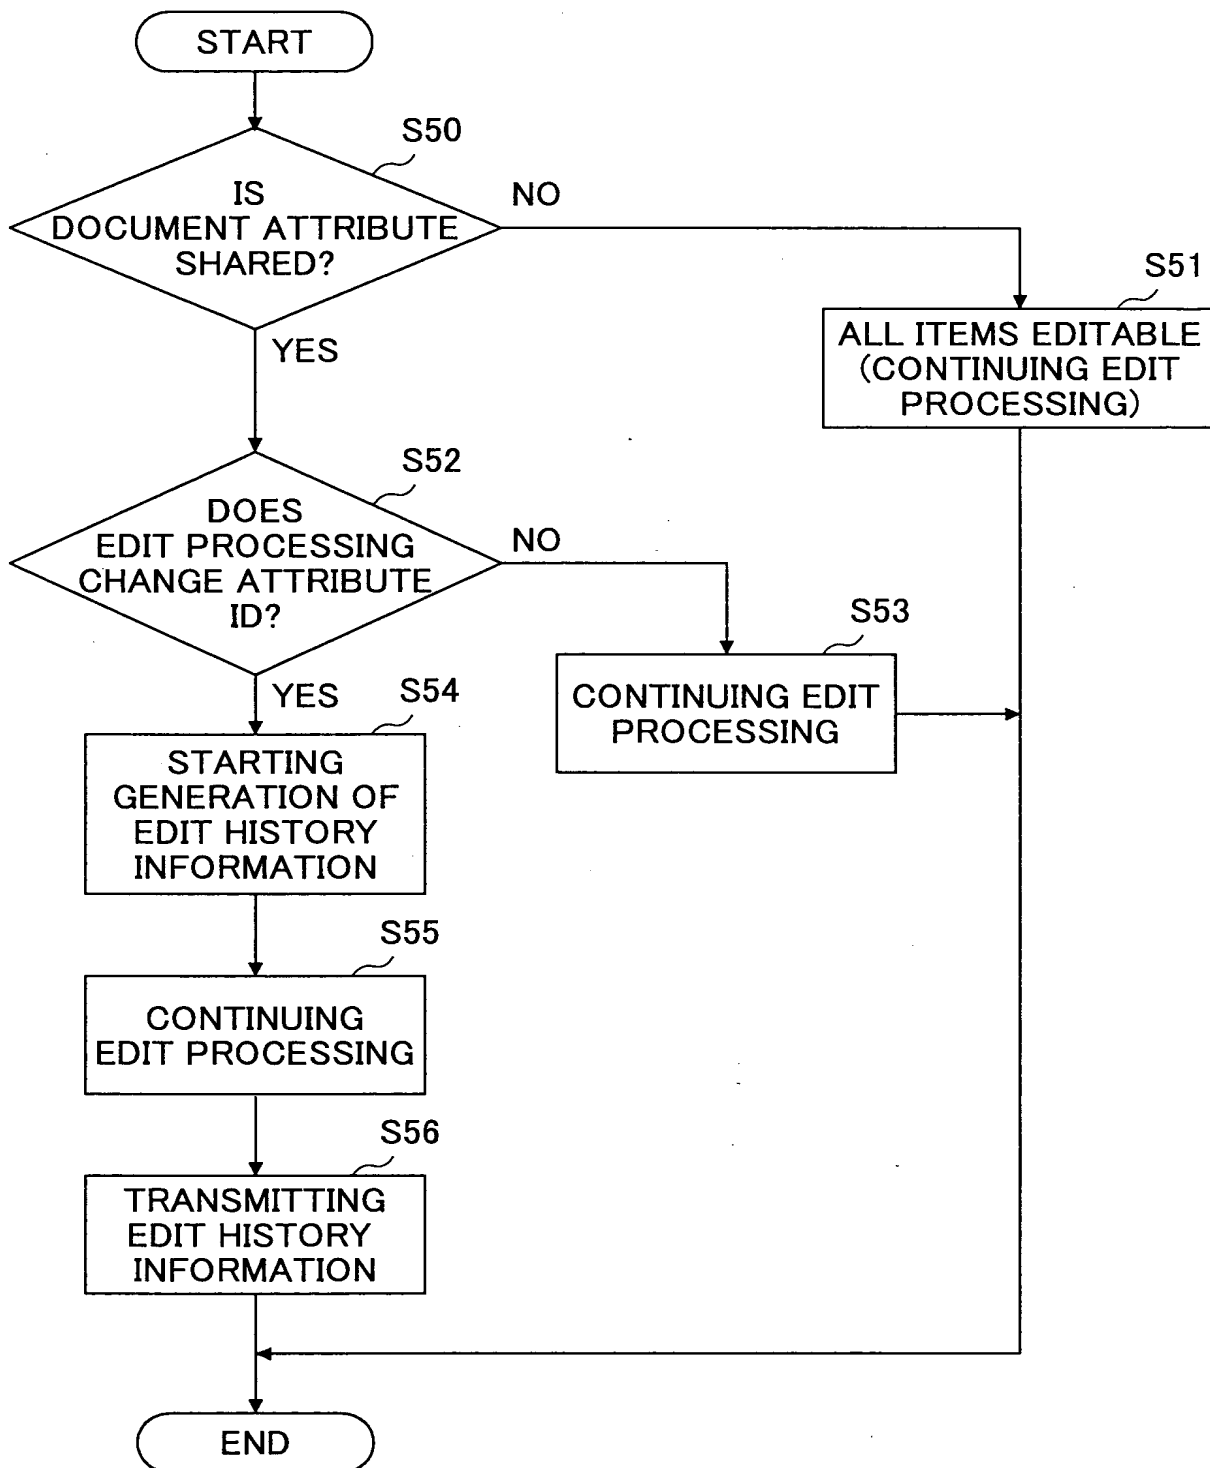 START
S50
IS
DOCUMENT ATTRIBUTE
SHARED?
NO
YES
S51
ALL ITEMS EDITABLE
(CONTINUING EDIT
PROCESSING)
S52
DOES
EDIT PROCESSING
CHANGE ATTRIBUTE
ID?
NO
YES
S53
CONTINUING EDIT
PROCESSING
S54
STARTING
GENERATION OF
EDIT HISTORY
INFORMATION
S55
CONTINUING
EDIT PROCESSING
S56
TRANSMITTING
EDIT HISTORY
INFORMATION
END